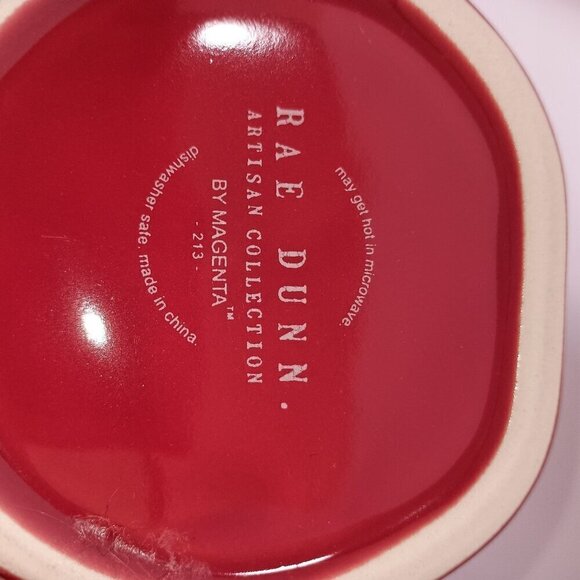 may get hot in microwave
RAE DUNN.
ARTISAN COLLECTION
BY MAGENTA™
- 213 -
dishwasher safe. made in china.